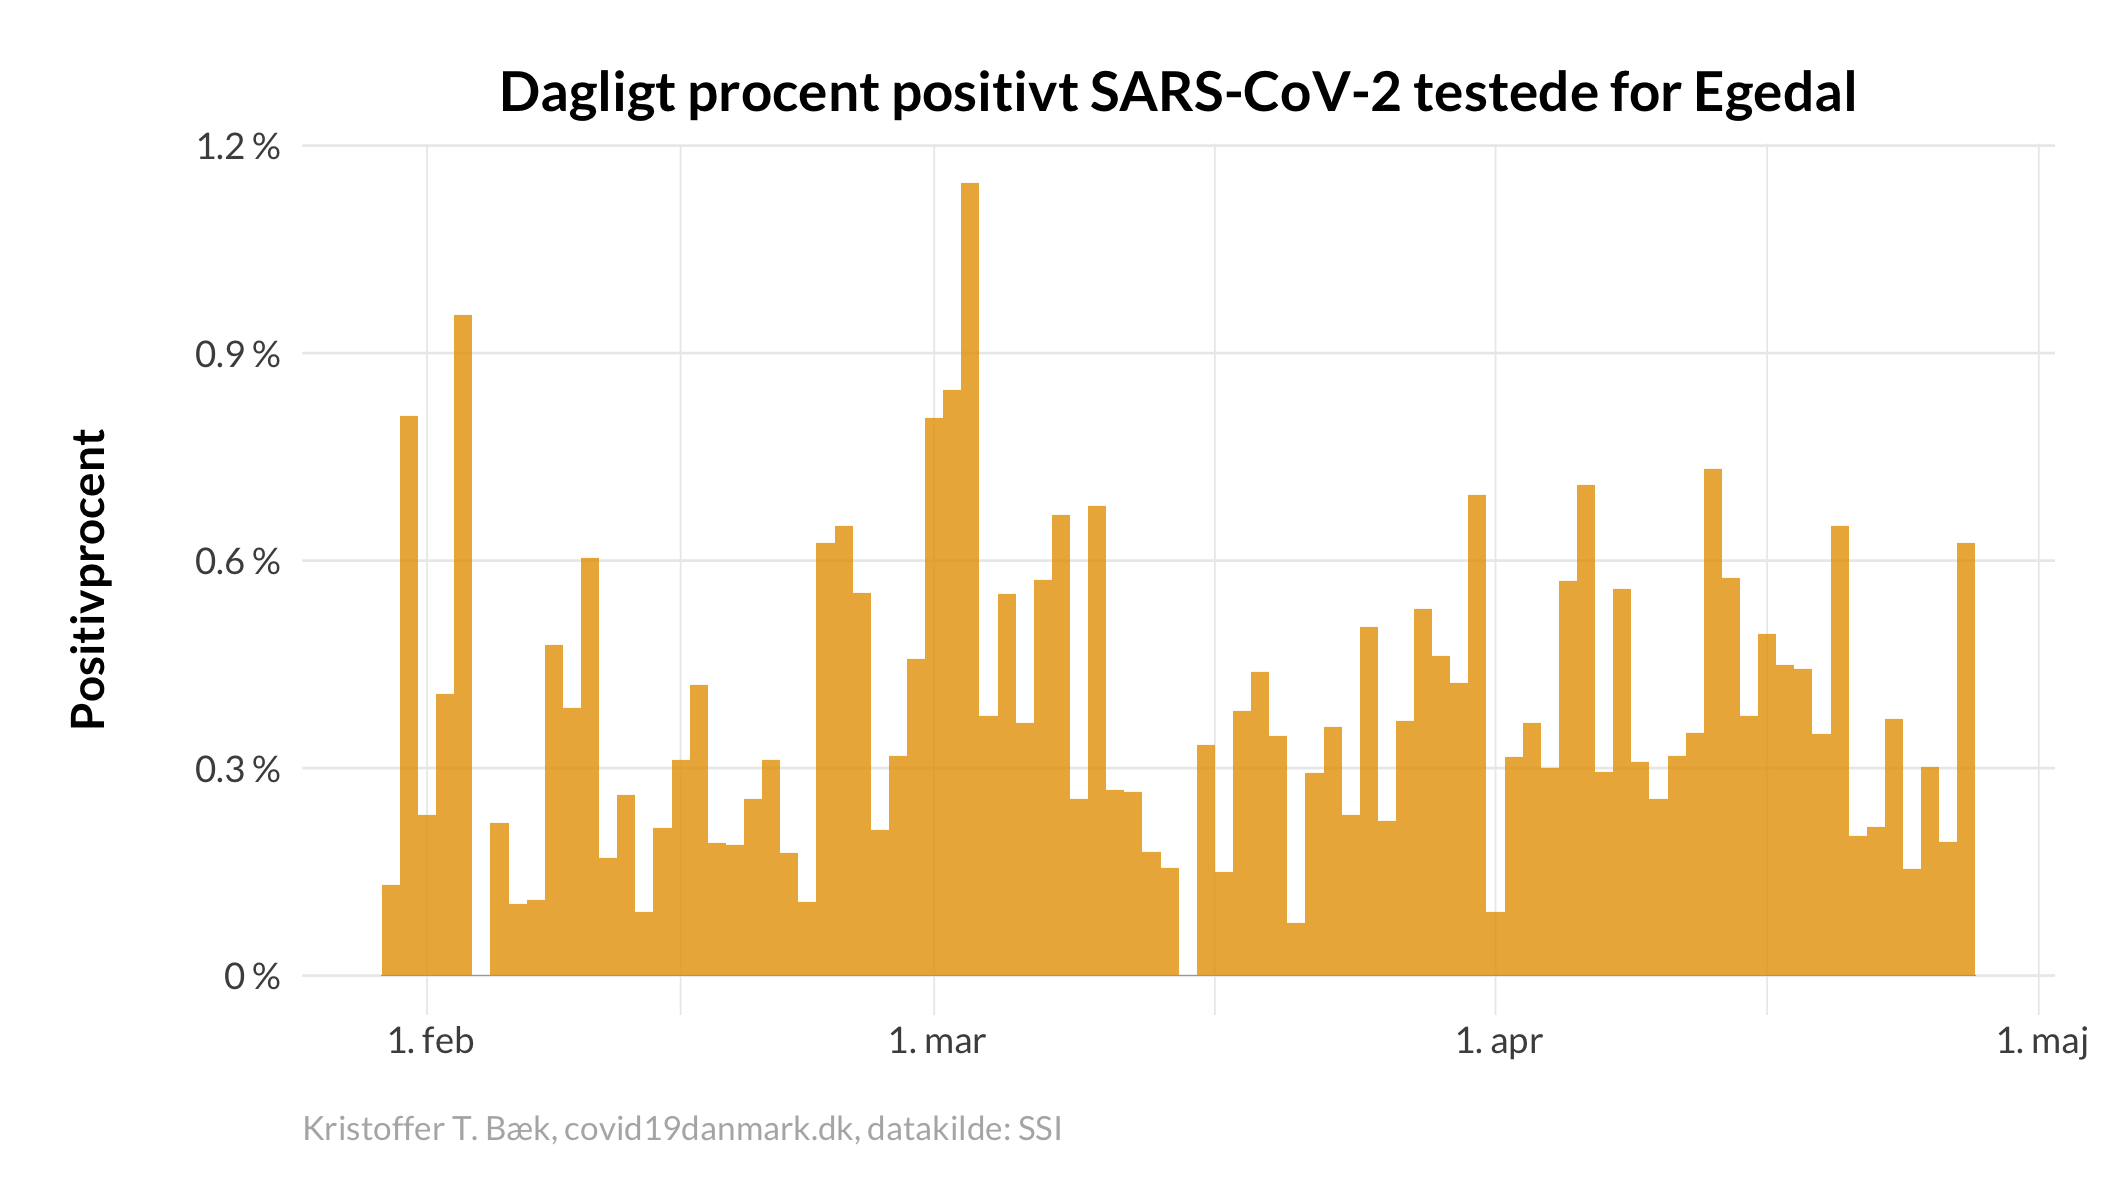 Dagligt procent positivt SARS-CoV-2 testede for Egedal
1.2 %
0.9 %
0.6 %
0.3 %
0 %
Positivprocent
1. feb
1. mar
1. apr
1. maj
Kristoffer T. Bæk, covid19danmark.dk, datakilde: SSI